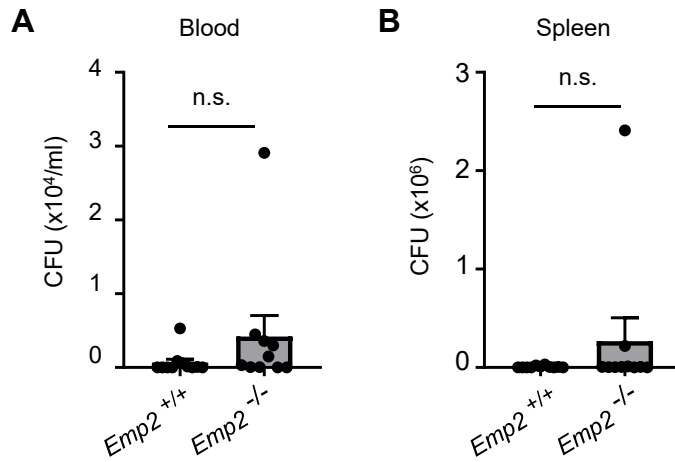 A
Blood
CFU (x10⁴/ml)
4
3
2
1
0
n.s.
Emp2 +/+
Emp2 -/-
B
Spleen
CFU (x10⁶)
3
2
1
0
n.s.
Emp2 +/+
Emp2 -/-